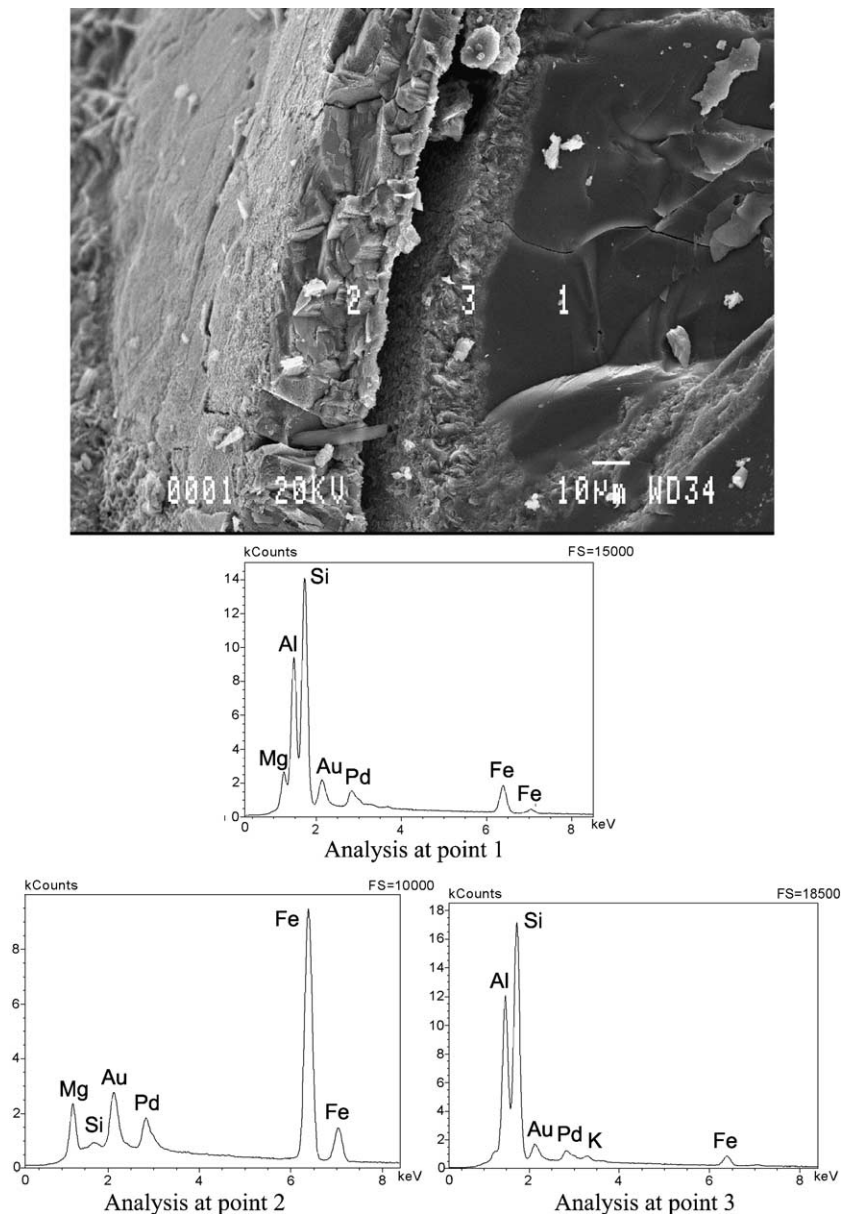 2 3 1
0001 20KV 10µm WD34
kCounts FS=15000
14
12
10
8
6
4
2
0
Si
Al
Mg
Au
Pd
Fe
Fe
0 2 4 6 8 keV
Analysis at point 1
kCounts FS=10000
8
6
4
2
0
Fe
Mg
Si
Au
Pd
Fe
0 2 4 6 8 keV
Analysis at point 2
kCounts FS=18500
18
16
14
12
10
8
6
4
2
0
Si
Al
Au
Pd
K
Fe
0 2 4 6 8 keV
Analysis at point 3